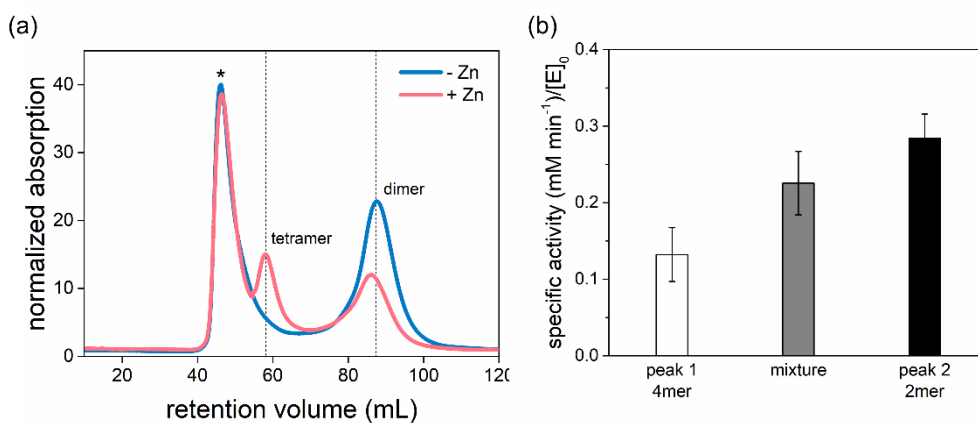 (a)
normalized absorption
40
30
20
10
0
*
- Zn
+ Zn
tetramer
dimer
20 40 60 80 100 120
retention volume (mL)
(b)
specific activity (mM min⁻¹)/[E]₀
0.4
0.3
0.2
0.1
0.0
peak 1 mixture peak 2
4mer 2mer